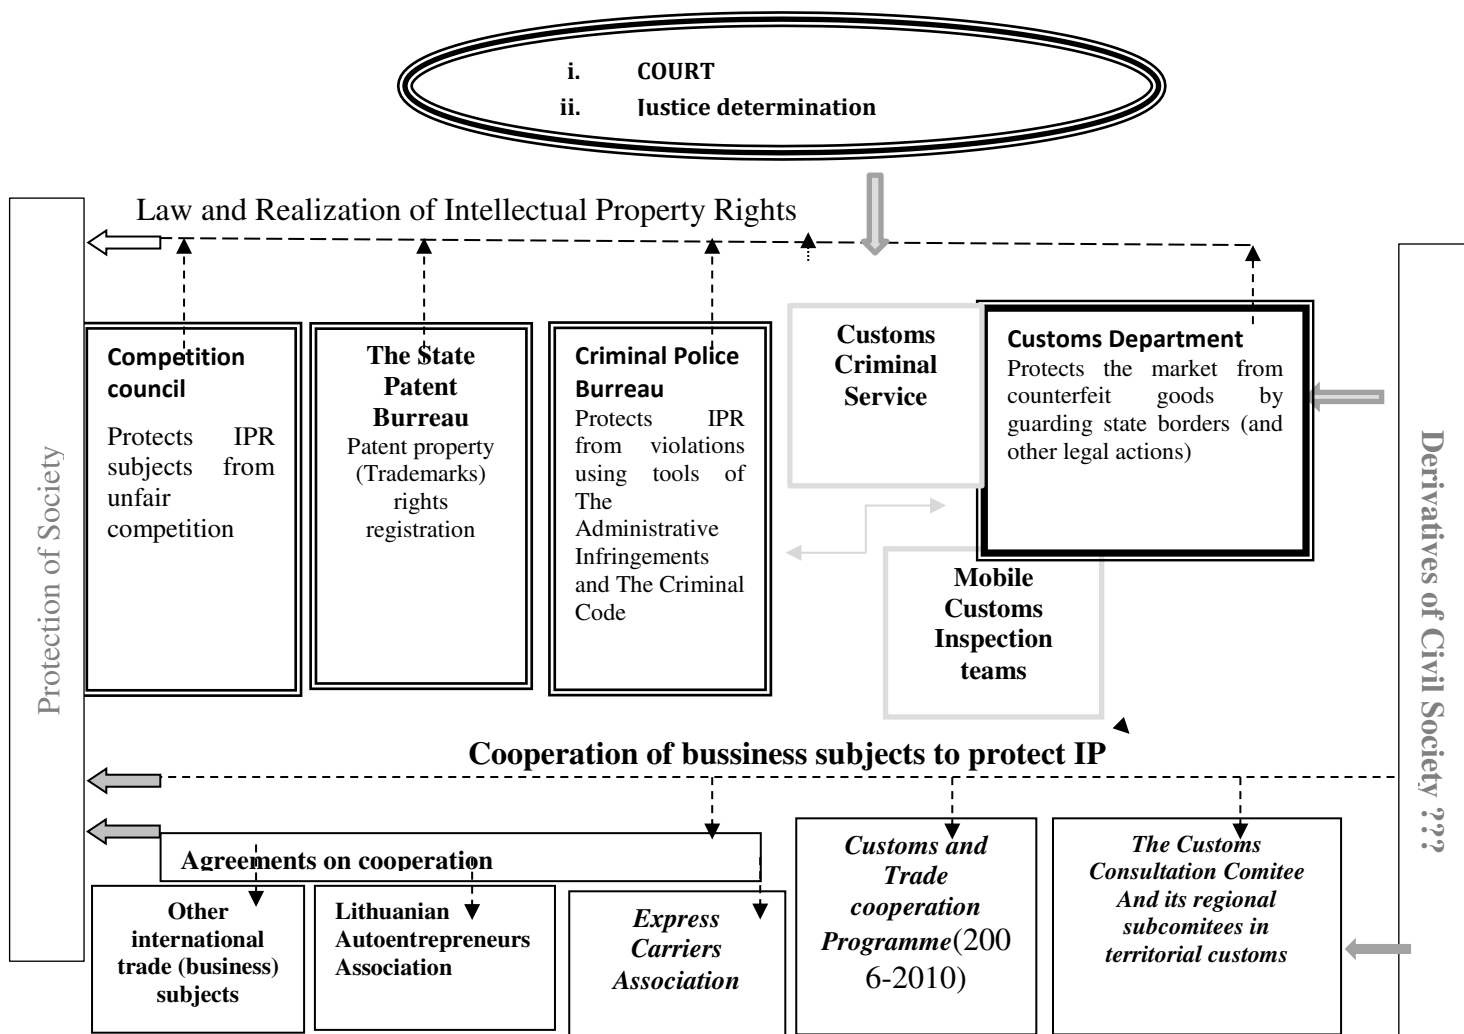 i. COURT
ii. Justice determination
Law and Realization of Intellectual Property Rights
Protection of Society
Competition
council
Protects IPR
subjects from
unfair
competition
The State
Patent
Burreau
Patent property
(Trademarks)
rights
registration
Criminal Police
Burreau
Protects IPR
from violations
using tools of
The
Administrative
Infringements
and The Criminal
Code
Customs
Criminal
Service
Customs Department
Protects the market from
counterfeit goods by
guarding state borders (and
other legal actions)
Mobile
Customs
Inspection
teams
Derivatives of Civil Society ???
Cooperation of bussiness subjects to protect IP
Agreements on cooperation
Other
international
trade (business)
subjects
Lithuanian
Autoentrepreneurs
Association
Express
Carriers
Association
Customs and
Trade
cooperation
Programme(200
6-2010)
The Customs
Consultation Comitee
And its regional
subcomitees in
territorial customs